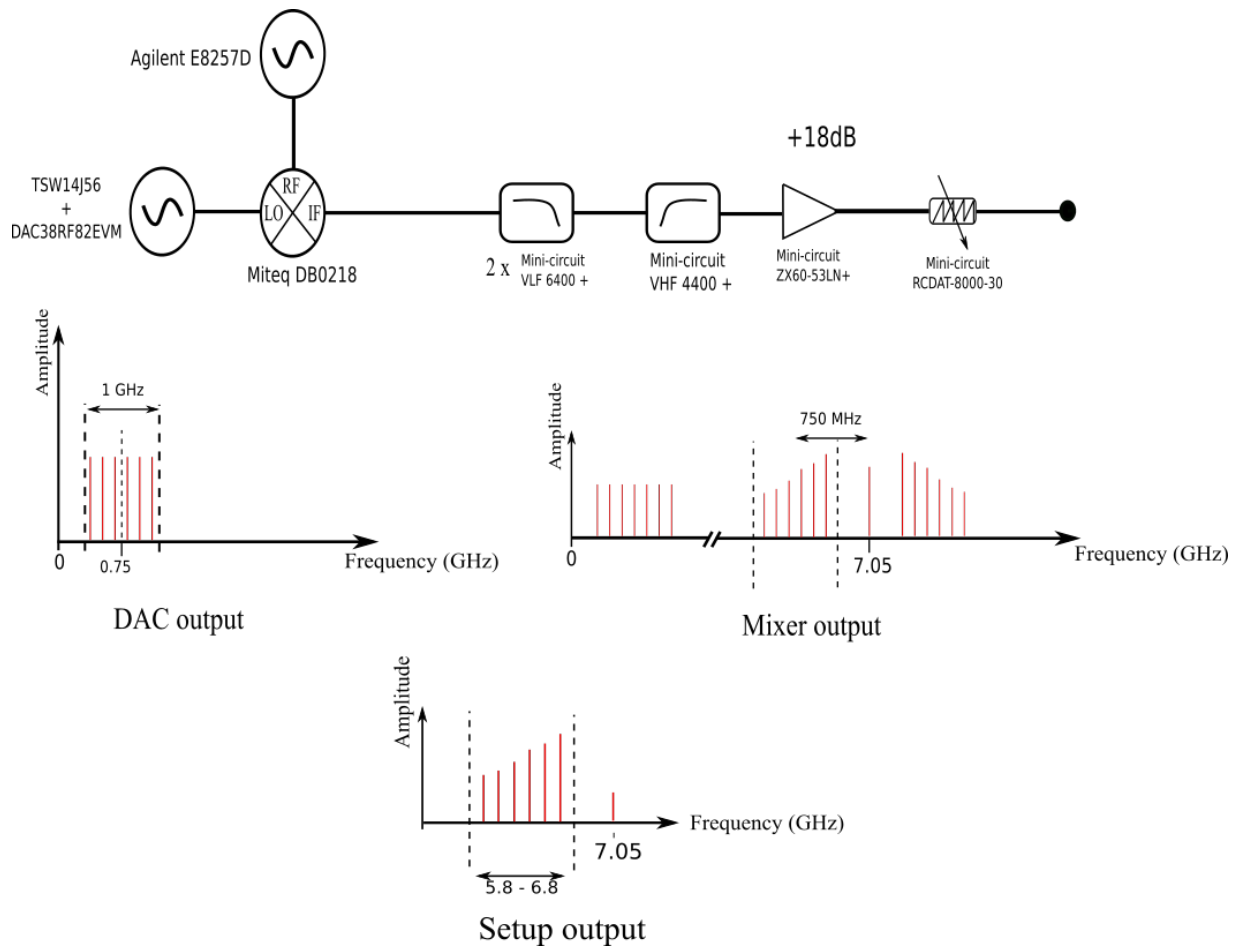 Agilent E8257D
+18dB
TSW14J56
+
DAC38RF82EVM
RF
LO
IF
Miteq DB0218
2 x
Mini-circuit
VLF 6400 +
Mini-circuit
VHF 4400 +
Mini-circuit
ZX60-53LN+
Mini-circuit
RCDAT-8000-30
Amplitude
1 GHz
0
0.75
Frequency (GHz)
DAC output
Amplitude
750 MHz
0
7.05
Frequency (GHz)
Mixer output
Amplitude
Frequency (GHz)
7.05
5.8 - 6.8
Setup output